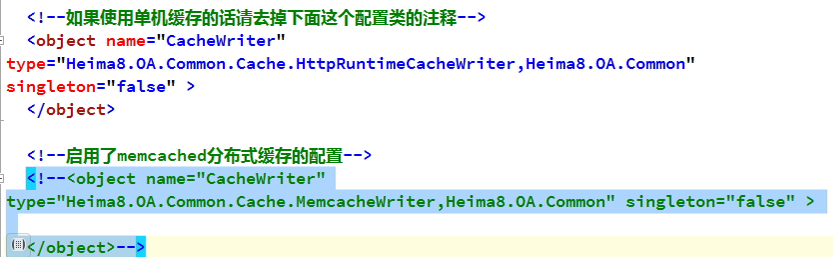 <!--如果使用单机缓存的话请去掉下面这个配置类的注释-->
<object name="CacheWriter"
type="Heima8.OA.Common.Cache.HttpRuntimeCacheWriter,Heima8.OA.Common"
singleton="false" >
</object>
<!--启用了memcached分布式缓存的配置-->
<!--<object name="CacheWriter"
type="Heima8.OA.Common.Cache.MemcacheWriter,Heima8.OA.Common" singleton="false" >
</object>-->